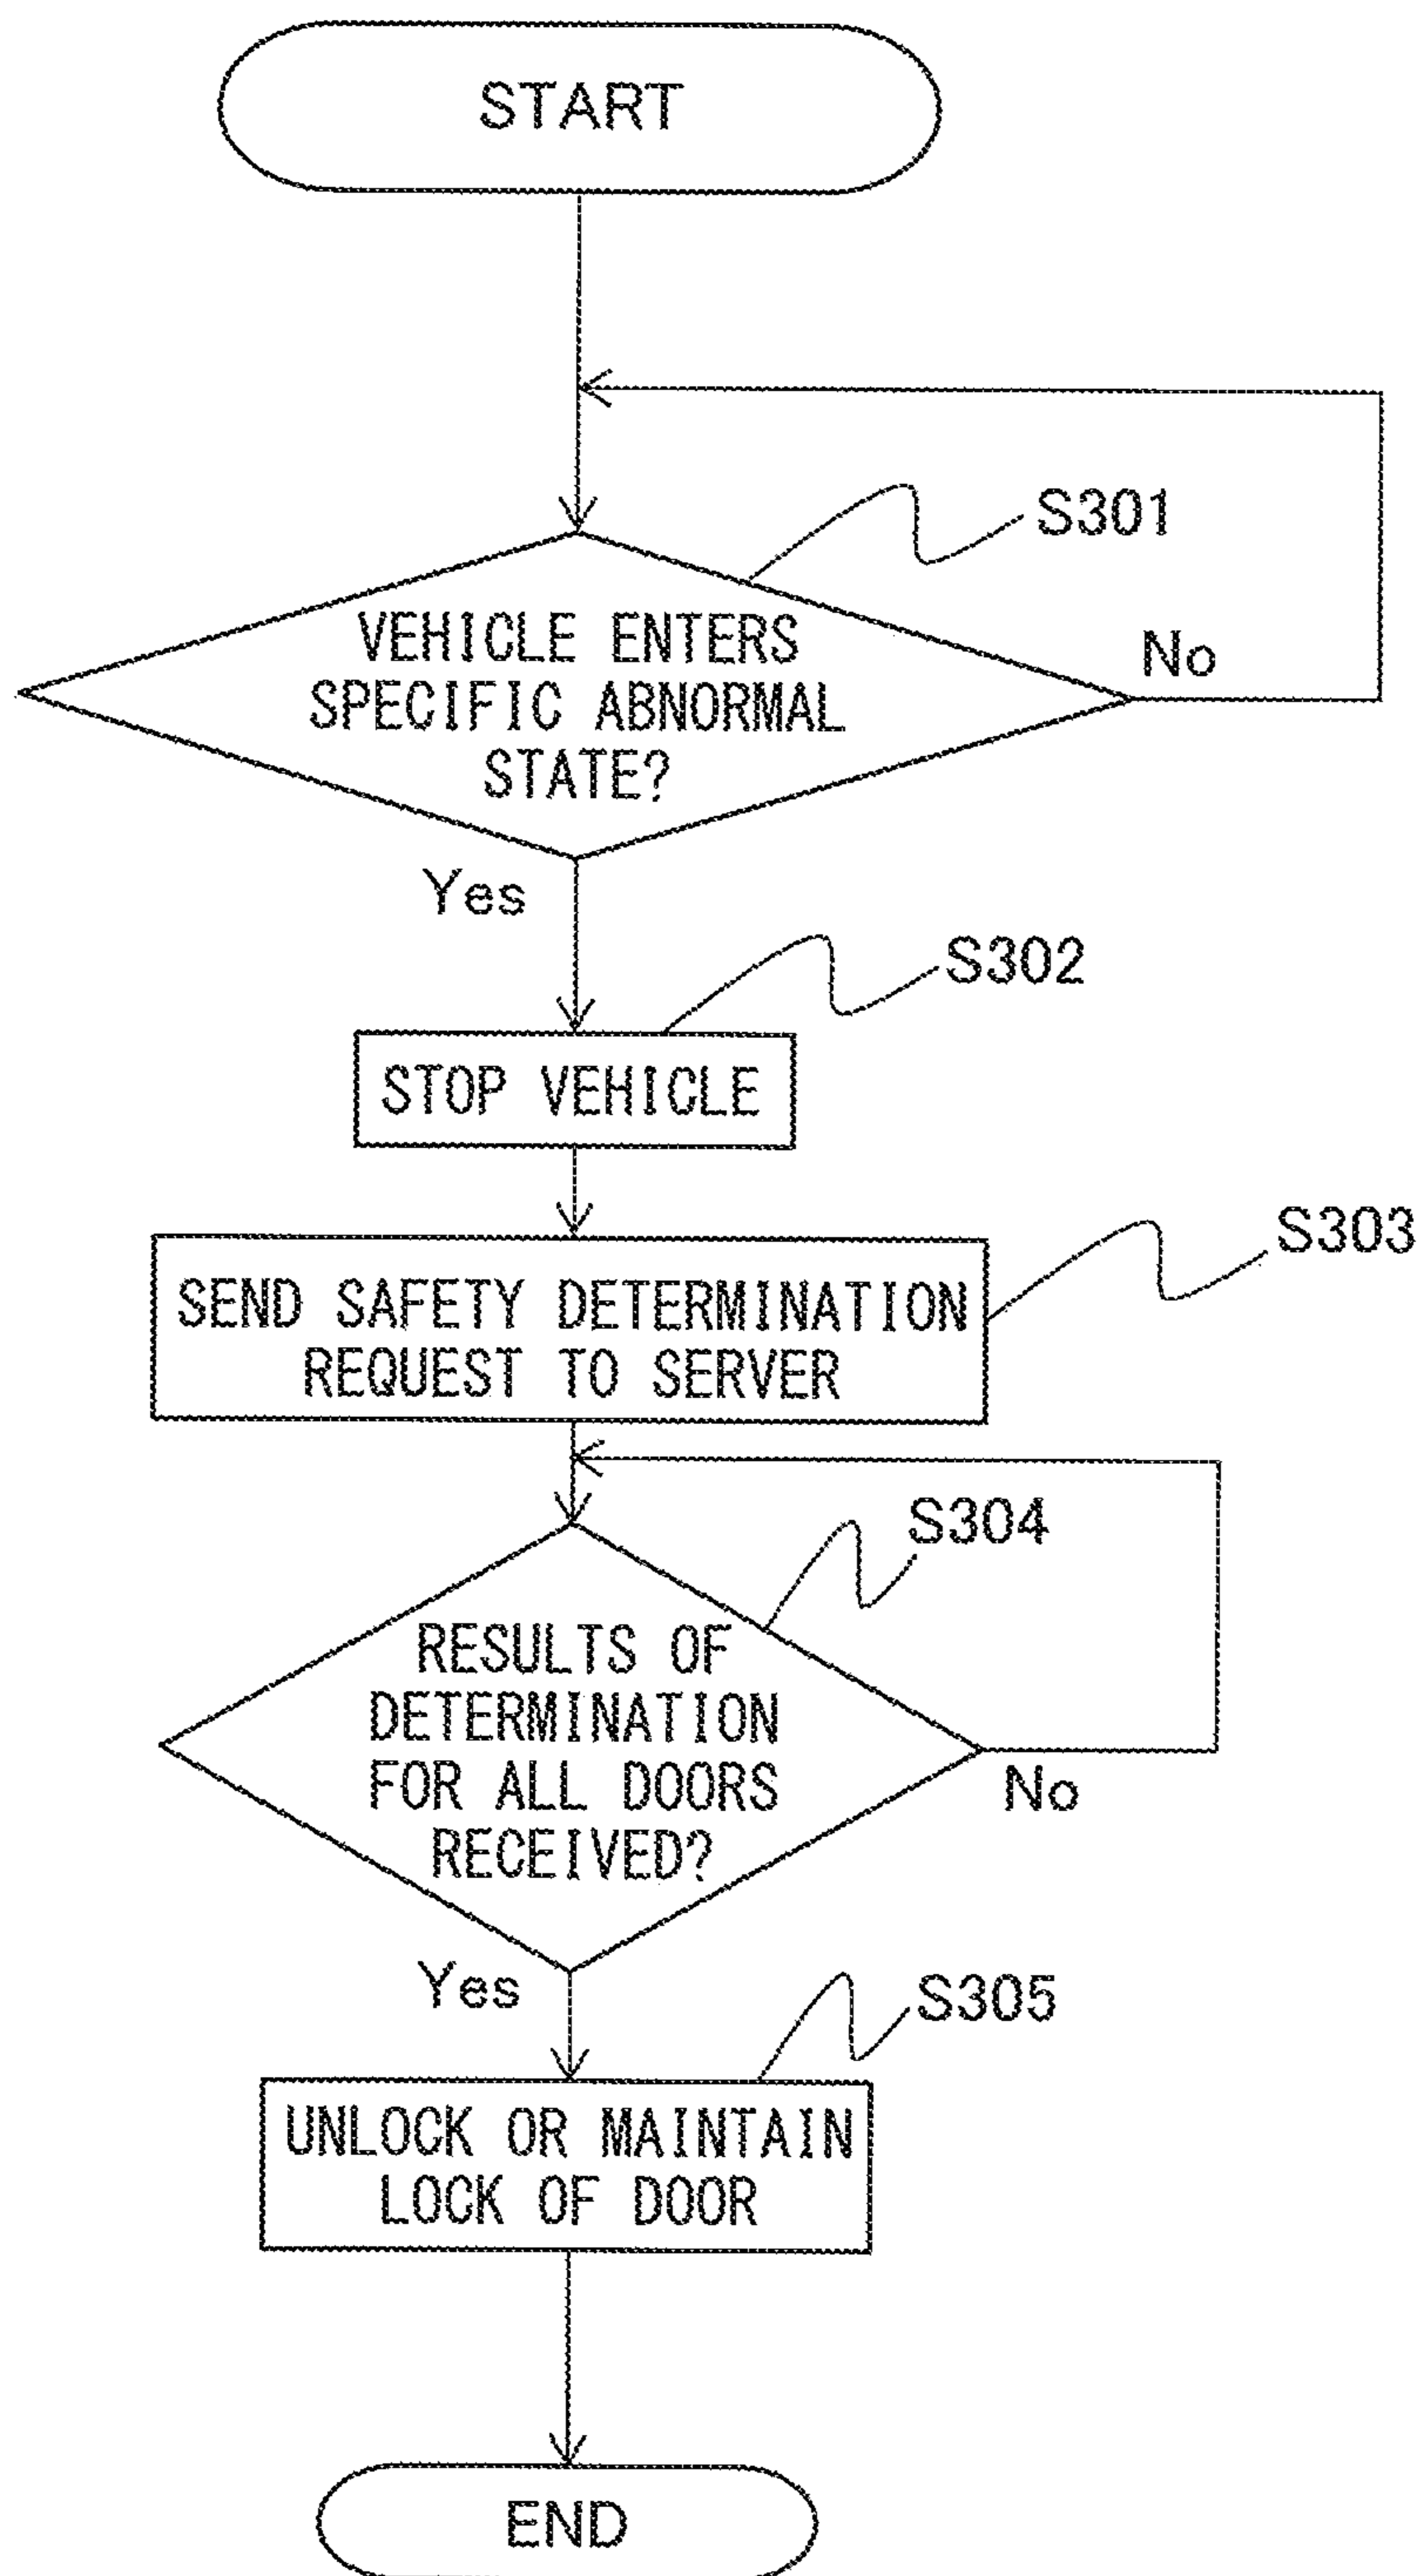 START
S301
VEHICLE ENTERS
SPECIFIC ABNORMAL
STATE?
No
Yes
S302
STOP VEHICLE
S303
SEND SAFETY DETERMINATION
REQUEST TO SERVER
S304
RESULTS OF
DETERMINATION
FOR ALL DOORS
RECEIVED?
No
Yes
S305
UNLOCK OR MAINTAIN
LOCK OF DOOR
END